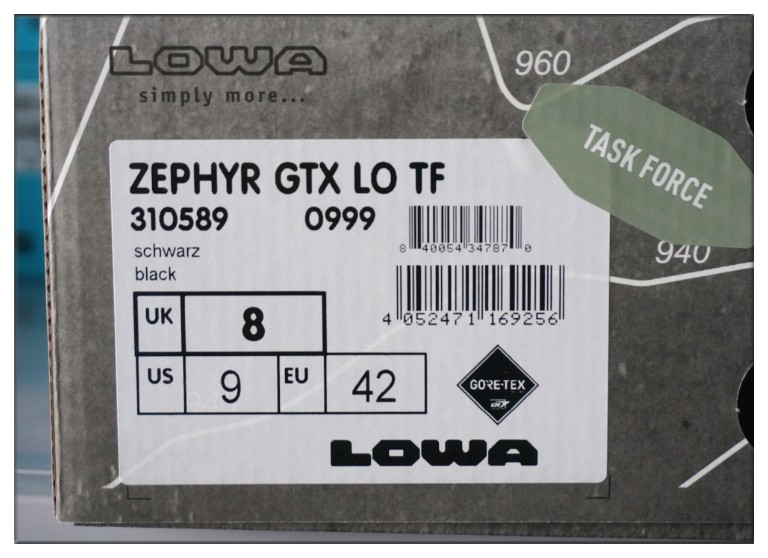 LOWA
simply more...
960
TASK FORCE
940
ZEPHYR GTX LO TF
310589 0999
schwarz
black
8 40054 34787 0
4 052471 169256
UK 8
US 9 EU 42
GORE-TEX
LOWA